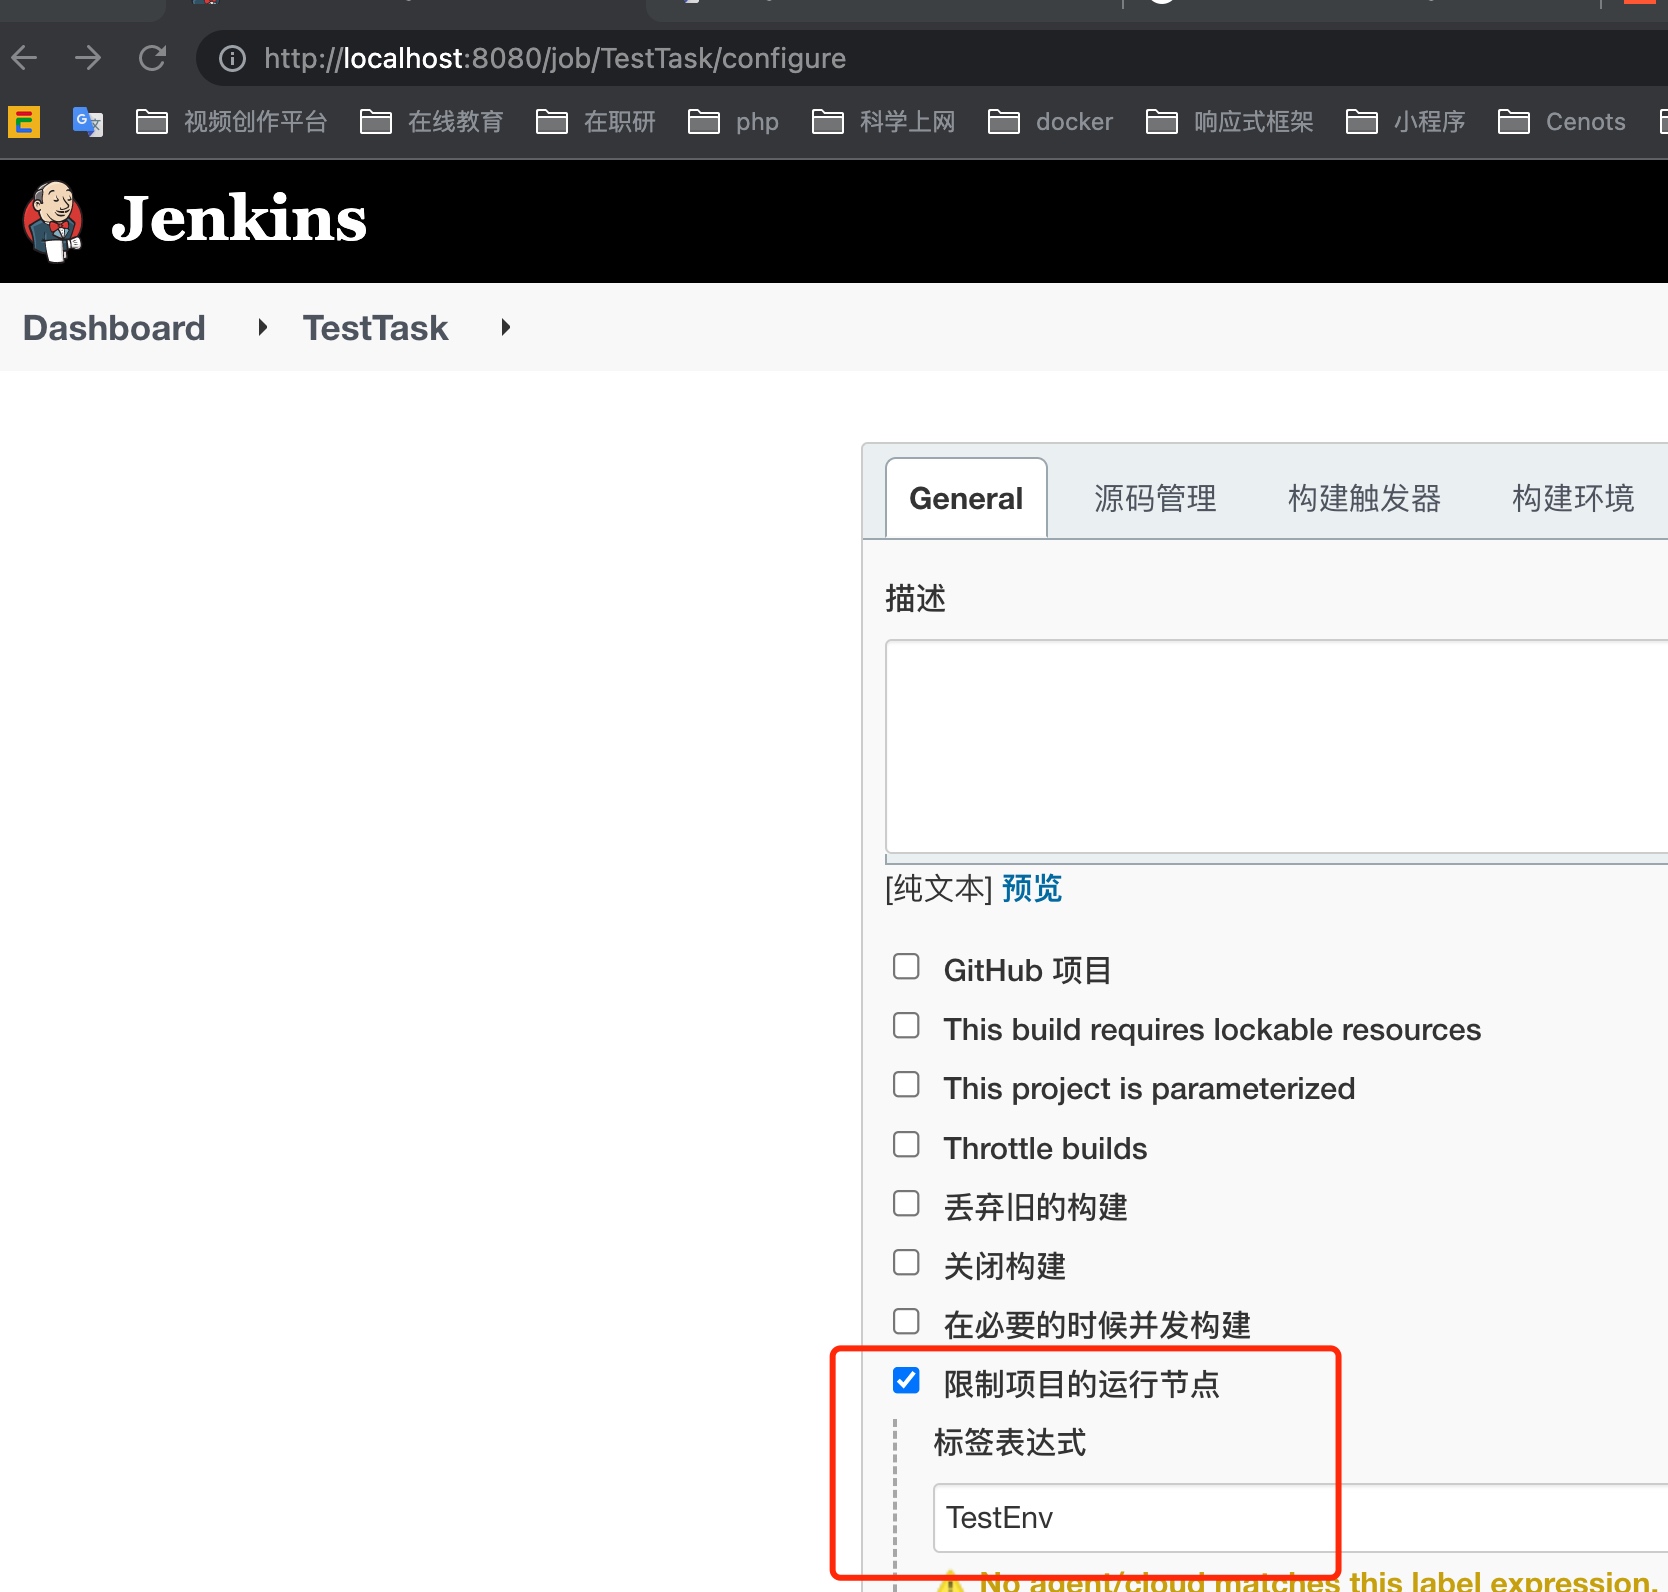 http://localhost:8080/job/TestTask/configure
视频创作平台 在线教育 在职研 php 科学上网 docker 响应式框架 小程序 Cenots
Jenkins
Dashboard TestTask
General 源码管理 构建触发器 构建环境
描述
[纯文本] 预览
GitHub 项目
This build requires lockable resources
This project is parameterized
Throttle builds
丢弃旧的构建
关闭构建
在必要的时候并发构建
限制项目的运行节点
标签表达式
TestEnv
No agent/cloud matches this label expression.